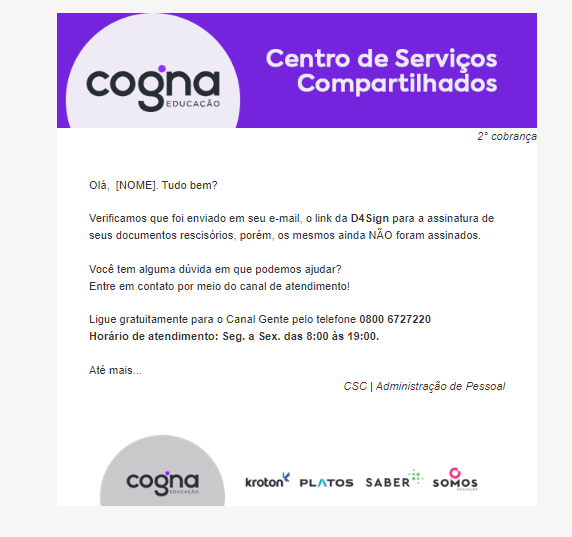 cogna
EDUCAÇÃO
Centro de Serviços
Compartilhados
2° cobrança
Olá,  [NOME]. Tudo bem?
Verificamos que foi enviado em seu e-mail, o link da D4Sign para a assinatura de
seus documentos rescisórios, porém, os mesmos ainda NÃO foram assinados.
Você tem alguma dúvida em que podemos ajudar?
Entre em contato por meio do canal de atendimento!
Ligue gratuitamente para o Canal Gente pelo telefone 0800 6727220
Horário de atendimento: Seg. a Sex. das 8:00 às 19:00.
Até mais...
CSC | Administração de Pessoal
cogna
EDUCAÇÃO
kroton PLATOS SABER SOMOS
EDUCAÇÃO